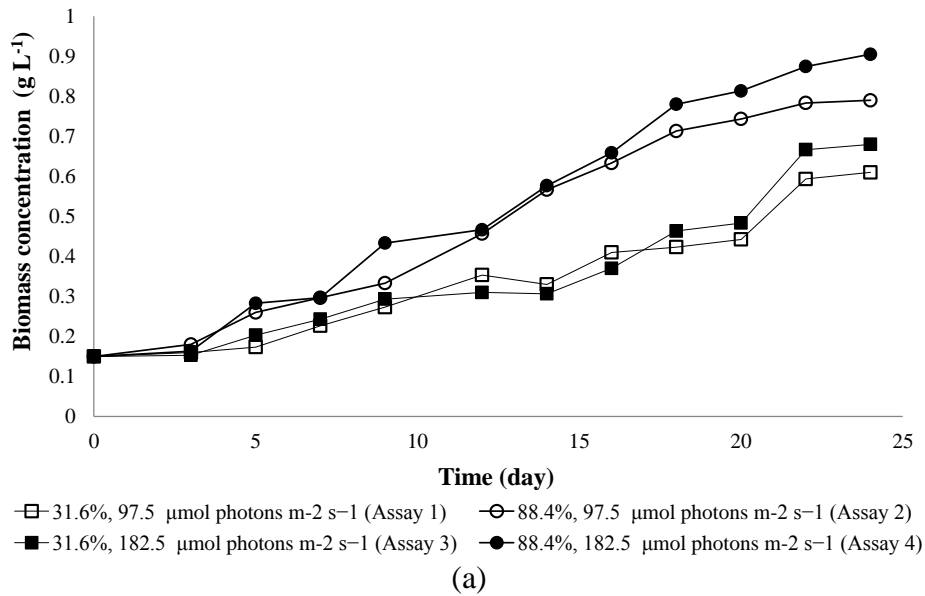 1
0.9
0.8
0.7
0.6
0.5
0.4
0.3
0.2
0.1
0
Biomass concentration (g L-1)
0 5 10 15 20 25
Time (day)
31.6%, 97.5 μmol photons m-2 s−1 (Assay 1) 88.4%, 97.5 μmol photons m-2 s−1 (Assay 2)
31.6%, 182.5 μmol photons m-2 s−1 (Assay 3) 88.4%, 182.5 μmol photons m-2 s−1 (Assay 4)
(a)